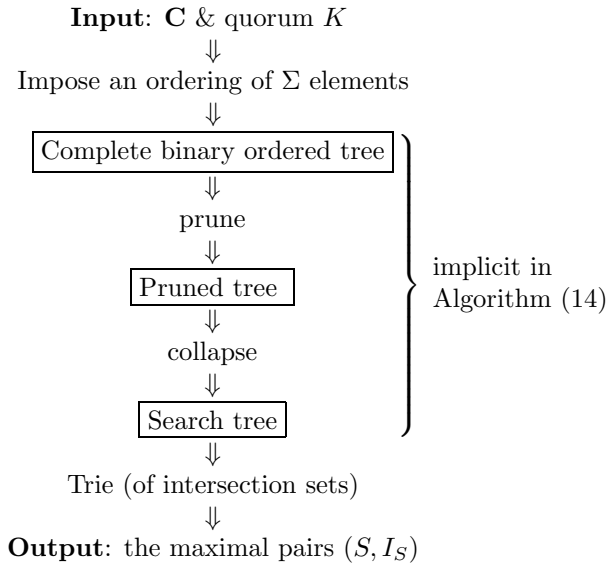 Input: C & quorum K
⇓
Impose an ordering of Σ elements
⇓
Complete binary ordered tree
⇓
prune
⇓
Pruned tree
⇓
collapse
⇓
Search tree
⇓
Trie (of intersection sets)
⇓
Output: the maximal pairs (S, I_S)
implicit in
Algorithm (14)